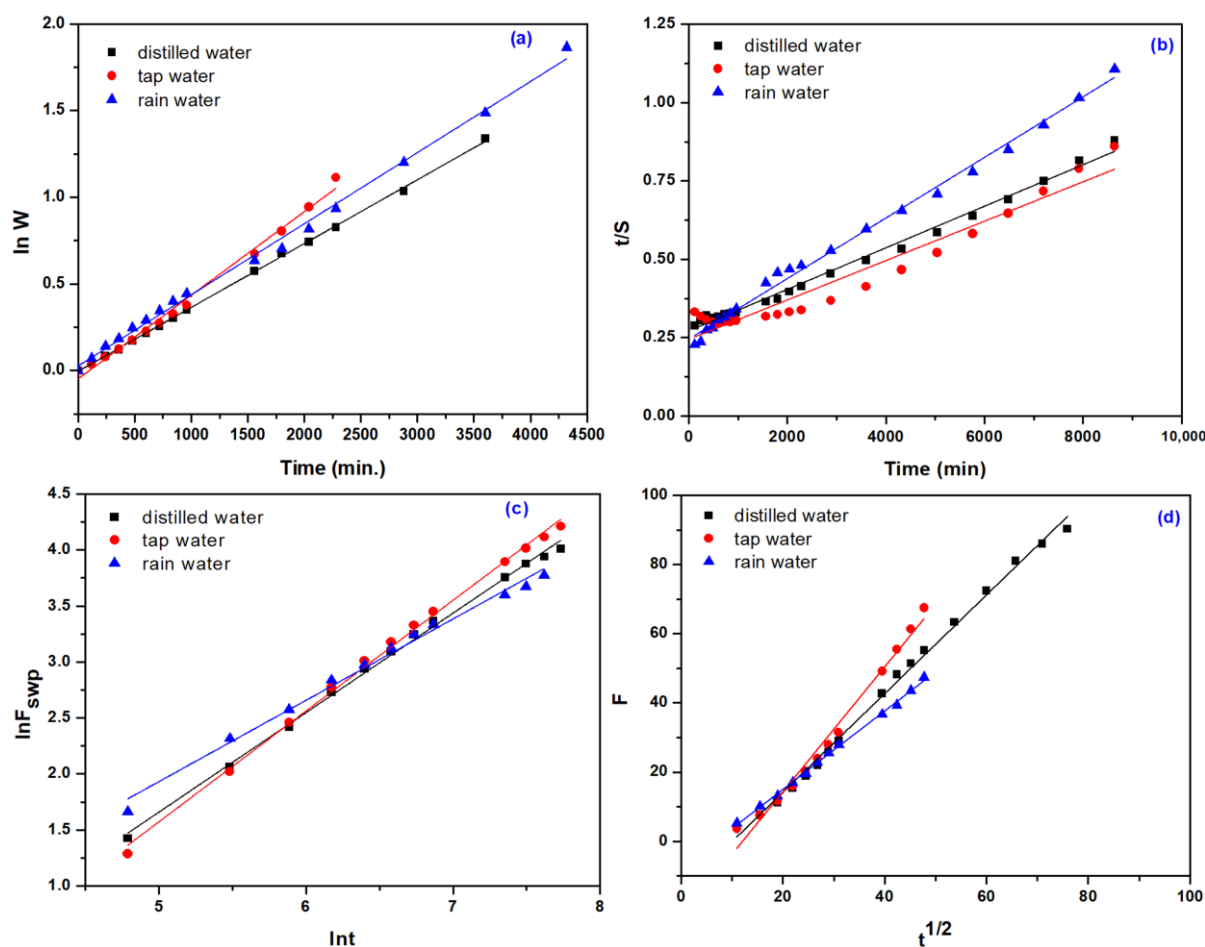 2.0
1.5
1.0
0.5
0.0
ln W
(a)
distilled water
tap water
rain water
0 500 1000 1500 2000 2500 3000 3500 4000 4500
Time (min.)
1.25
1.00
0.75
0.50
0.25
0.00
t/S
(b)
distilled water
tap water
rain water
0 2000 4000 6000 8000 10,000
Time (min)
4.5
4.0
3.5
3.0
2.5
2.0
1.5
1.0
lnFswp
(c)
distilled water
tap water
rain water
5 6 7 8
lnt
100
80
60
40
20
0
F
(d)
distilled water
tap water
rain water
0 20 40 60 80 100
t1/2